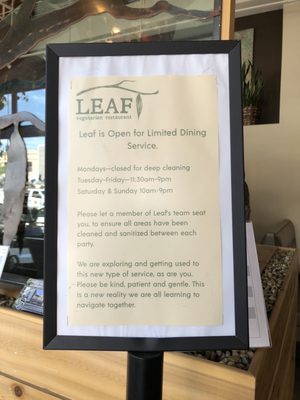 LEAF
vegetarian restaurant
Leaf is Open for Limited Dining
Service.
Mondays—closed for deep cleaning
Tuesday-Friday—11:30am-9pm
Saturday & Sunday 10am-9pm
Please let a member of Leaf's team seat
you, to ensure all areas have been
cleaned and sanitized between each
party.
We are exploring and getting used to
this new type of service, as are you.
Please be kind, patient and gentle. This
is a new reality we are all learning to
navigate together.